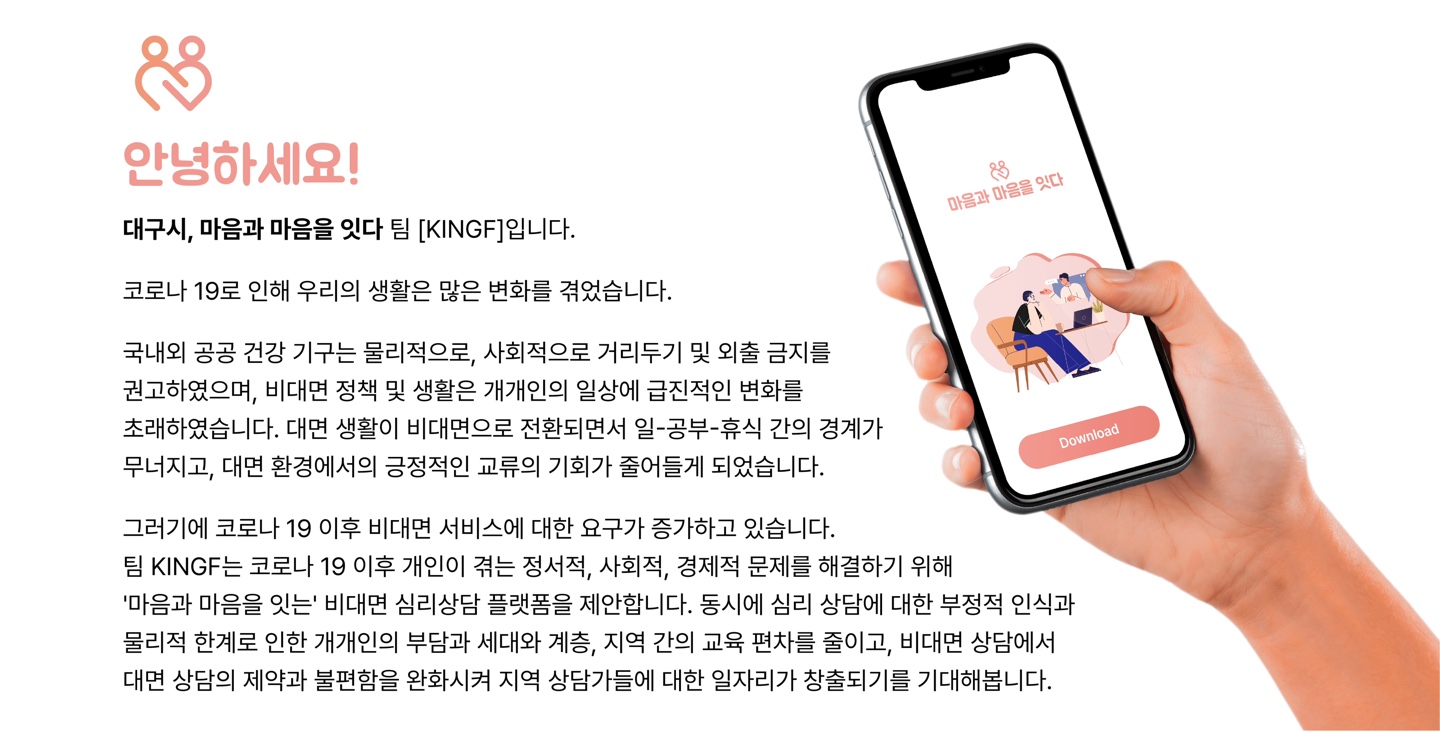 안녕하세요!
대구시, 마음과 마음을 잇다 팀 [KINGF]입니다.
코로나 19로 인해 우리의 생활은 많은 변화를 겪었습니다.
국내외 공공 건강 기구는 물리적으로, 사회적으로 거리두기 및 외출 금지를
권고하였으며, 비대면 정책 및 생활은 개개인의 일상에 급진적인 변화를
초래하였습니다. 대면 생활이 비대면으로 전환되면서 일-공부-휴식 간의 경계가
무너지고, 대면 환경에서의 긍정적인 교류의 기회가 줄어들게 되었습니다.
그러기에 코로나 19 이후 비대면 서비스에 대한 요구가 증가하고 있습니다.
팀 KINGF는 코로나 19 이후 개인이 겪는 정서적, 사회적, 경제적 문제를 해결하기 위해
'마음과 마음을 잇는' 비대면 심리상담 플랫폼을 제안합니다. 동시에 심리 상담에 대한 부정적 인식과
물리적 한계로 인한 개개인의 부담과 세대와 계층, 지역 간의 교육 편차를 줄이고, 비대면 상담에서
대면 상담의 제약과 불편함을 완화시켜 지역 상담가들에 대한 일자리가 창출되기를 기대해봅니다.
마음과 마음을 잇다
Download